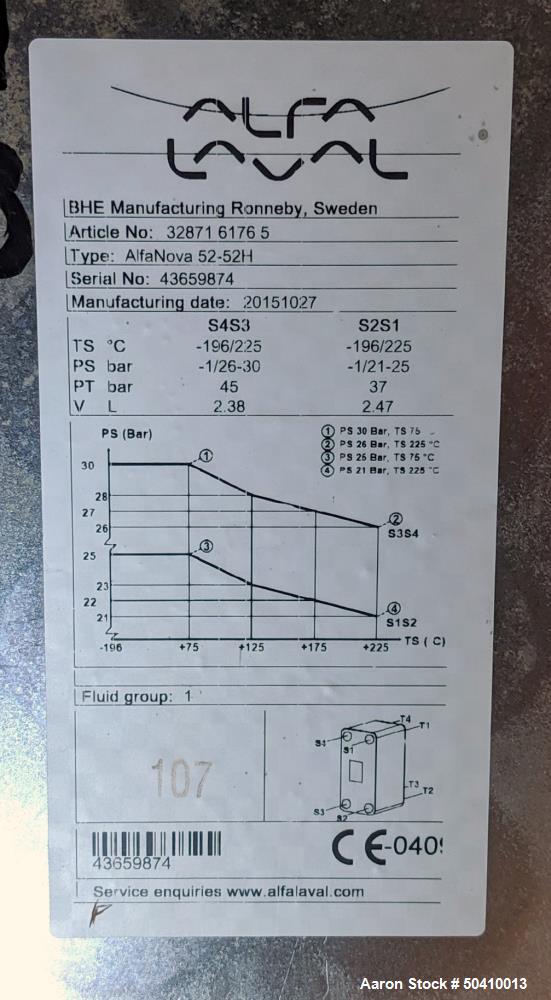 ALFA
LAVAL
BHE Manufacturing Ronneby, Sweden
Article No: 32871 6176 5
Type: AlfaNova 52-52H
Serial No: 43659874
Manufacturing date: 20151027
S4S3 S2S1
TS °C -196/225 -196/225
PS bar -1/26-30 -1/21-25
PT bar 45 37
V L 2.38 2.47
PS (Bar)
① PS 30 Bar, TS 75
② PS 26 Bar, TS 225 °C
③ PS 25 Bar, TS 75 °C
④ PS 21 Bar, TS 225 °C
30 ①
28
27
26 ②
S3S4
25 ③
23
22
21 ④
S1S2
-196 +75 +125 +175 +225 TS ( C)
Fluid group: 1
T4
T1
S4
S1
107
T3
T2
S3
S2
43659874
CE-0409
Service enquiries www.alfalaval.com
Aaron Stock # 50410013